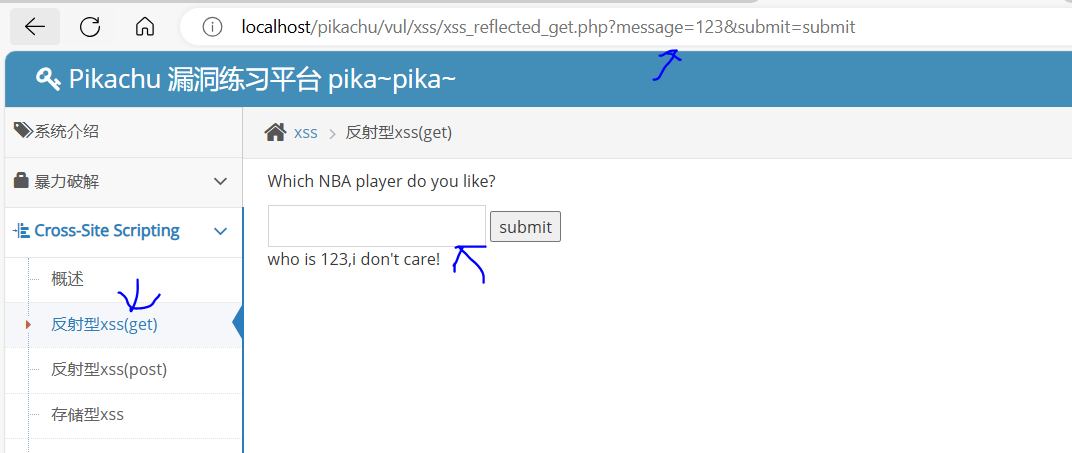 localhost/pikachu/vul/xss/xss_reflected_get.php?message=123&submit=submit
Pikachu 漏洞练习平台 pika~pika~
系统介绍
暴力破解
Cross-Site Scripting
概述
反射型xss(get)
反射型xss(post)
存储型xss
xss > 反射型xss(get)
Which NBA player do you like?
submit
who is 123,i don't care!